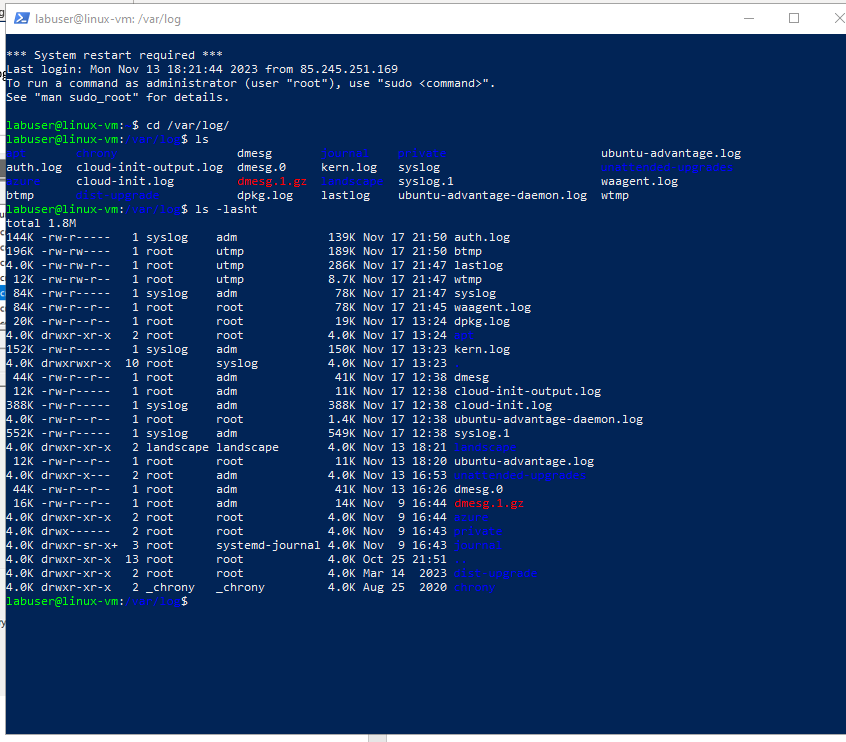 labuser@linux-vm: /var/log
*** System restart required ***
Last login: Mon Nov 13 18:21:44 2023 from 85.245.251.169
To run a command as administrator (user "root"), use "sudo <command>".
See "man sudo_root" for details.
labuser@linux-vm:~$ cd /var/log/
labuser@linux-vm:/var/log$ ls
apt chrony dmesg journal private ubuntu-advantage.log
auth.log cloud-init-output.log dmesg.0 kern.log syslog unattended-upgrades
azure cloud-init.log dmesg.1.gz landscape syslog.1 waagent.log
btmp dist-upgrade dpkg.log lastlog ubuntu-advantage-daemon.log wtmp
labuser@linux-vm:/var/log$ ls -lasht
total 1.8M
144K -rw-r----- 1 syslog adm 139K Nov 17 21:50 auth.log
196K -rw-rw---- 1 root utmp 189K Nov 17 21:50 btmp
4.0K -rw-rw-r-- 1 root utmp 286K Nov 17 21:47 lastlog
12K -rw-rw-r-- 1 root utmp 8.7K Nov 17 21:47 wtmp
84K -rw-r----- 1 syslog adm 78K Nov 17 21:47 syslog
84K -rw-r--r-- 1 root root 78K Nov 17 21:45 waagent.log
20K -rw-r--r-- 1 root root 19K Nov 17 13:24 dpkg.log
4.0K drwxr-xr-x 2 root root 4.0K Nov 17 13:24 apt
152K -rw-r----- 1 syslog adm 150K Nov 17 13:23 kern.log
4.0K drwxrwxr-x 10 root syslog 4.0K Nov 17 13:23 .
44K -rw-r--r-- 1 root adm 41K Nov 17 12:38 dmesg
12K -rw-r----- 1 root adm 11K Nov 17 12:38 cloud-init-output.log
388K -rw-r----- 1 syslog adm 388K Nov 17 12:38 cloud-init.log
4.0K -rw-r--r-- 1 root root 1.4K Nov 17 12:38 ubuntu-advantage-daemon.log
552K -rw-r----- 1 syslog adm 549K Nov 17 12:38 syslog.1
4.0K drwxr-xr-x 2 landscape landscape 4.0K Nov 13 18:21 landscape
12K -rw-r--r-- 1 root root 11K Nov 13 18:20 ubuntu-advantage.log
4.0K drwxr-x--- 2 root adm 4.0K Nov 13 16:53 unattended-upgrades
44K -rw-r--r-- 1 root adm 41K Nov 13 16:26 dmesg.0
16K -rw-r--r-- 1 root adm 14K Nov 9 16:44 dmesg.1.gz
4.0K drwxr-xr-x 2 root root 4.0K Nov 9 16:44 azure
4.0K drwx------ 2 root root 4.0K Nov 9 16:43 private
4.0K drwxr-sr-x+ 3 root systemd-journal 4.0K Nov 9 16:43 journal
4.0K drwxr-xr-x 13 root root 4.0K Oct 25 21:51 ..
4.0K drwxr-xr-x 2 root root 4.0K Mar 14 2023 dist-upgrade
4.0K drwxr-xr-x 2 _chrony _chrony 4.0K Aug 25 2020 chrony
labuser@linux-vm:/var/log$